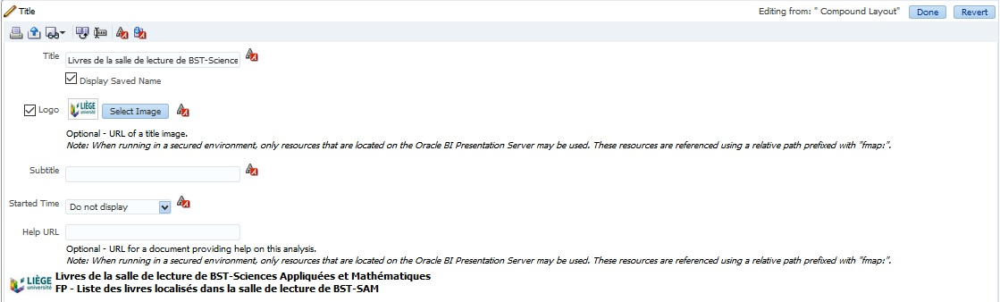 Title
Editing from: " Compound Layout"
Done
Revert
Title
Livres de la salle de lecture de BST-Science
Display Saved Name
Logo
LIÈGE
université
Select Image
Optional - URL of a title image.
Note: When running in a secured environment, only resources that are located on the Oracle BI Presentation Server may be used. These resources are referenced using a relative path prefixed with "fmap:".
Subtitle
Started Time
Do not display
Help URL
Optional - URL for a document providing help on this analysis.
Note: When running in a secured environment, only resources that are located on the Oracle BI Presentation Server may be used. These resources are referenced using a relative path prefixed with "fmap:".
LIÈGE
université
Livres de la salle de lecture de BST-Sciences Appliquées et Mathématiques
FP - Liste des livres localisés dans la salle de lecture de BST-SAM